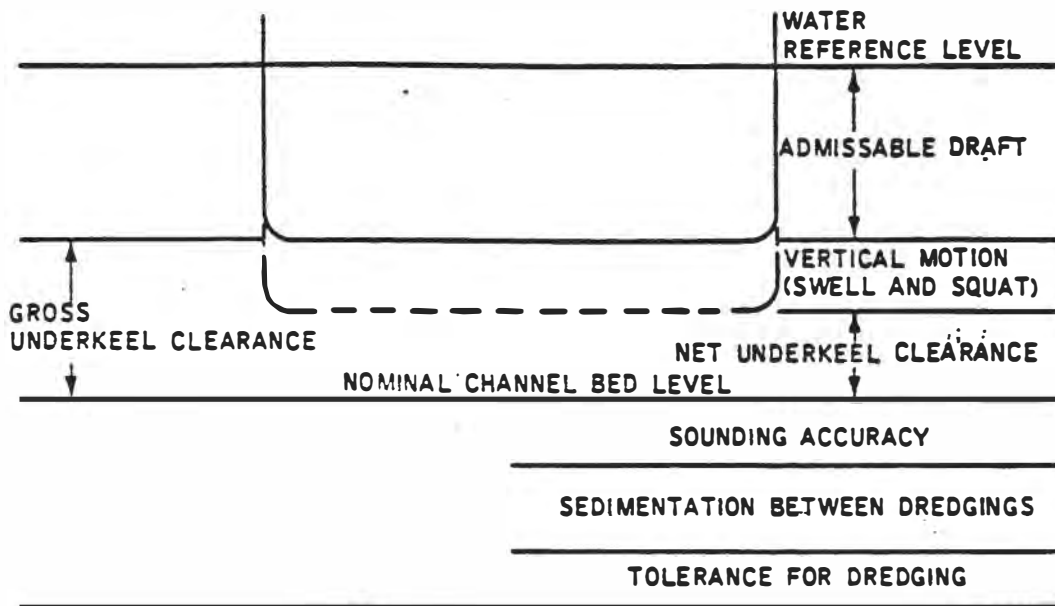 WATER
REFERENCE LEVEL
ADMISSABLE DRAFT
VERTICAL MOTION
(SWELL AND SQUAT)
GROSS
UNDERKEEL CLEARANCE
NET UNDERKEEL CLEARANCE
NOMINAL CHANNEL BED LEVEL
SOUNDING ACCURACY
SEDIMENTATION BETWEEN DREDGINGS
TOLERANCE FOR DREDGING